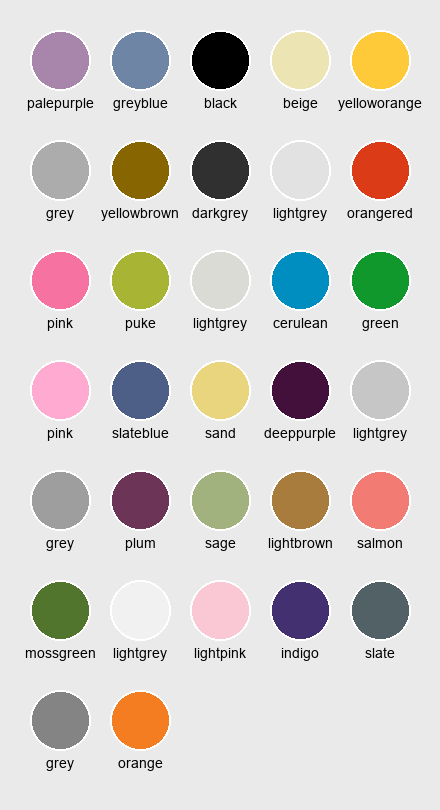 palepurple greyblue black beige yelloworange
grey yellowbrown darkgrey lightgrey orangered
pink puke lightgrey cerulean green
pink slateblue sand deeppurple lightgrey
grey plum sage lightbrown salmon
mossgreen lightgrey lightpink indigo slate
grey orange